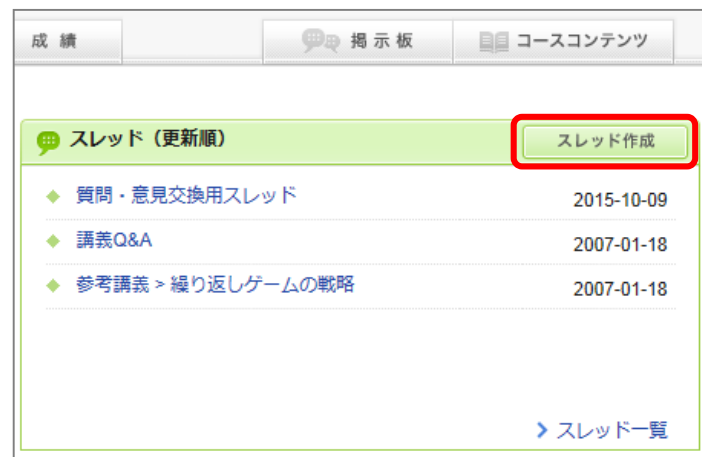 成績 掲示板 コースコンテンツ
スレッド（更新順） スレッド作成
質問・意見交換用スレッド 2015-10-09
講義Q&A 2007-01-18
参考講義 > 繰り返しゲームの戦略 2007-01-18
スレッド一覧